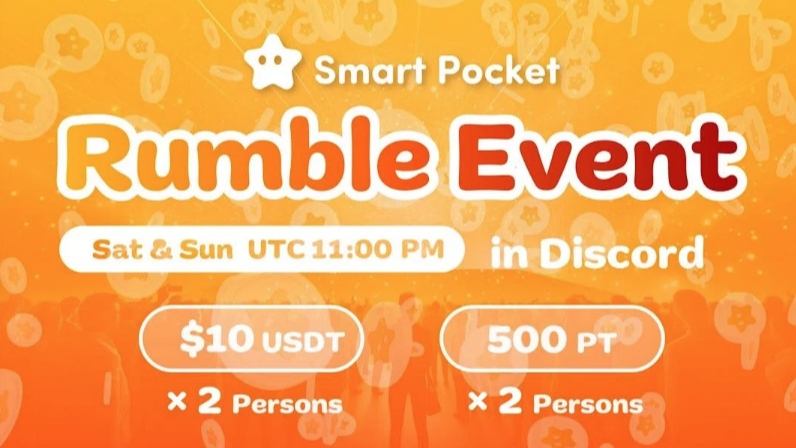 Smart Pocket
Rumble Event
Sat & Sun UTC 11:00 PM in Discord
$10 USDT 500 PT
× 2 Persons × 2 Persons